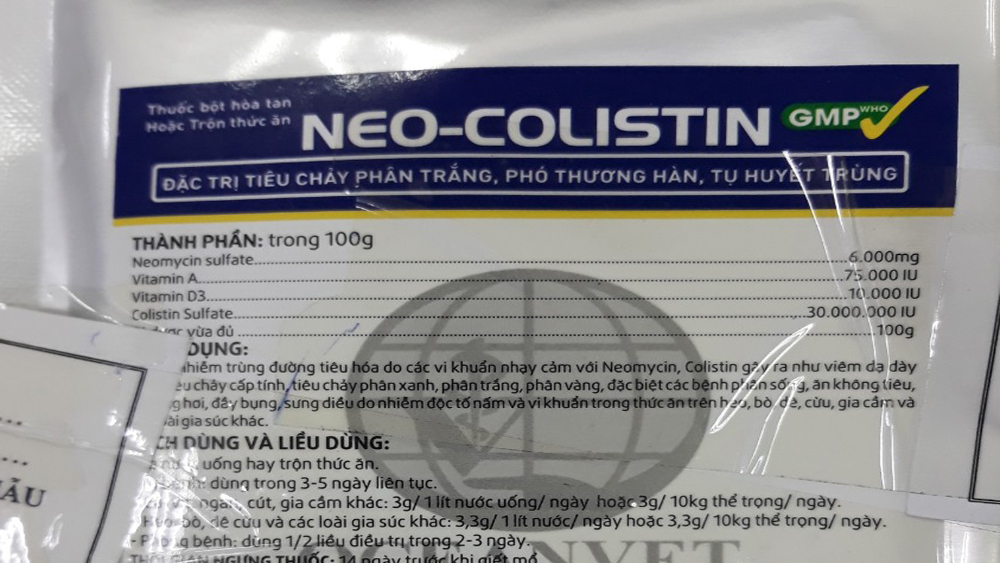 Thuốc bột hòa tan
Hoặc Trộn thức ăn
NEO-COLISTIN
GMP WHO
ĐẶC TRỊ TIÊU CHẢY PHÂN TRẮNG, PHÓ THƯƠNG HÀN, TỤ HUYẾT TRÙNG
THÀNH PHẦN: trong 100g
Neomycin sulfate 6.000mg
Vitamin A 75.000 IU
Vitamin D3 10.000 IU
Colistin Sulfate 30.000.000 IU
vừa đủ 100g
DỤNG:
nhiễm trùng đường tiêu hóa do các vi khuẩn nhạy cảm với Neomycin, Colistin gây ra như viêm dạ dày
chảy cấp tính, tiêu chảy phân xanh, phân trắng, phân vàng, đặc biệt các bệnh phân sống, ăn không tiêu,
hơi, đầy bụng, sưng diều do nhiễm độc tố nấm và vi khuẩn trong thức ăn trên heo, bò, dê, cừu, gia cầm và
gia súc khác.
CH DÙNG VÀ LIỀU DÙNG:
uống hay trộn thức ăn.
dùng trong 3-5 ngày liên tục.
ngan, cút, gia cầm khác: 3g/ 1 lít nước uống/ ngày hoặc 3g/ 10kg thể trọng/ ngày.
Heo, bò, dê cừu và các loài gia súc khác: 3,3g/ 1 lít nước/ ngày hoặc 3,3g/ 10kg thể trọng/ ngày.
- Phòng bệnh: dùng 1/2 liều điều trị trong 2-3 ngày.
THỜI GIAN NGƯNG THUỐC: 14 ngày trước khi giết mổ
OCEANVET
ẪU